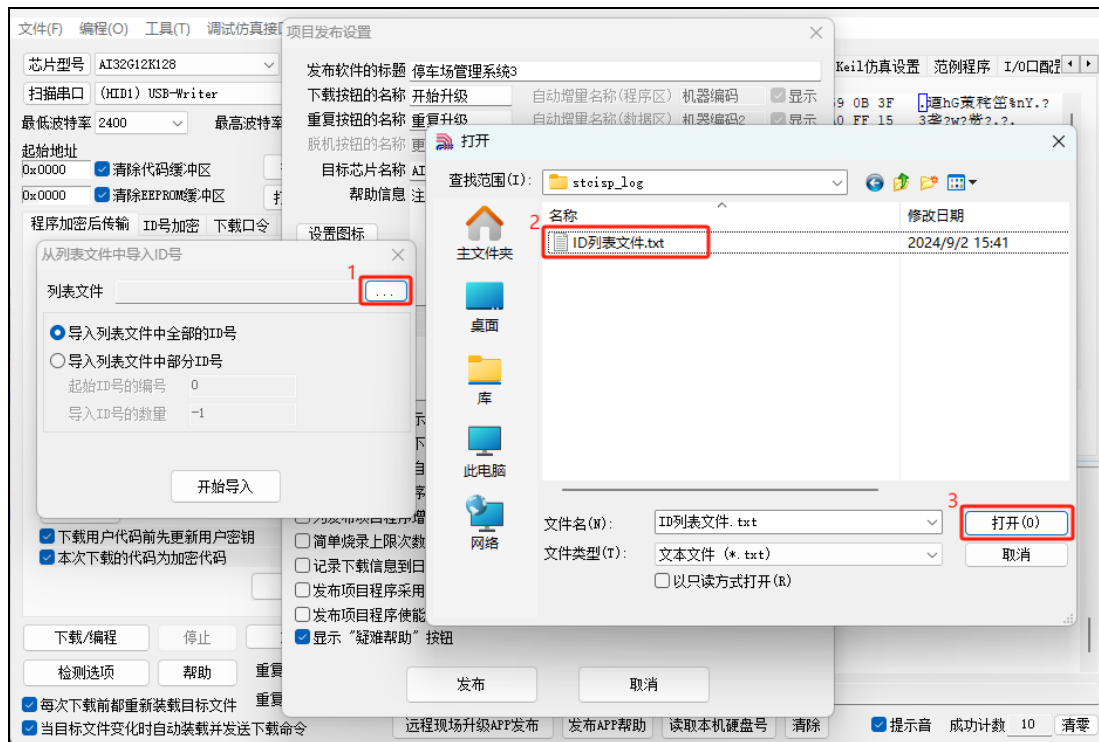 文件(F) 编程(O) 工具(T) 调试仿真接口
芯片型号 AI32G12K128
扫描串口 (HID1) USB-Writer
最低波特率 2400 最高波特率
起始地址
0x0000 清除代码缓冲区
0x0000 清除EEPROM缓冲区
程序加密后传输 ID号加密 下载口令
从列表文件中导入ID号
1
列表文件 ...
导入列表文件中全部的ID号
导入列表文件中部分ID号
起始ID号的编号 0
导入ID号的数量 -1
开始导入
下载用户代码前先更新用户密钥
本次下载的代码为加密代码
下载/编程 停止
检测选项 帮助 重复
每次下载前都重新装载目标文件 重复
当目标文件变化时自动装载并发送下载命令
项目发布设置
发布软件的标题 停车场管理系统3
下载按钮的名称 开始升级 自动增量名称(程序区) 机器编码 显示
重复按钮的名称 重复升级 自动增量名称(数据区) 机器编码2 显示
脱机按钮的名称 更
目标芯片名称 AI
帮助信息 注
设置图标
简单烧录上限次数
记录下载信息到日
发布项目程序采用
发布项目程序使能
显示 "疑难帮助" 按钮
发布 取消
远程现场升级APP发布 发布APP帮助 读取本机硬盘号 清除 提示音 成功计数 10 清零
Keil仿真设置 范例程序 I/O口配置
0B 3F
FF 15
打开
查找范围(I): stcisp_log
名称 修改日期
2
ID列表文件.txt 2024/9/2 15:41
主文件夹
桌面
库
此电脑
网络
3
文件名(N): ID列表文件.txt 打开(O)
文件类型(T): 文本文件 (*.txt) 取消
以只读方式打开(R)